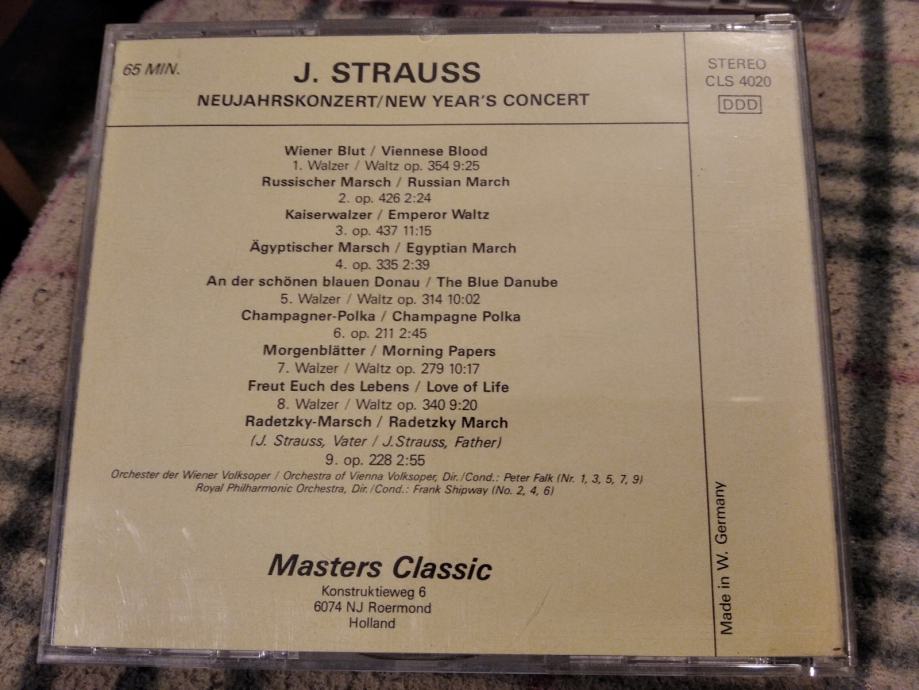 65 MIN.
J. STRAUSS
NEUJAHRSKONZERT/NEW YEAR'S CONCERT
STEREO
CLS 4020
DDD
Wiener Blut / Viennese Blood
1. Walzer / Waltz op. 354 9:25
Russischer Marsch / Russian March
2. op. 426 2:24
Kaiserwalzer / Emperor Waltz
3. op. 437 11:15
Ägyptischer Marsch / Egyptian March
4. op. 335 2:39
An der schönen blauen Donau / The Blue Danube
5. Walzer / Waltz op. 314 10:02
Champagner-Polka / Champagne Polka
6. op. 211 2:45
Morgenblätter / Morning Papers
7. Walzer / Waltz op. 279 10:17
Freut Euch des Lebens / Love of Life
8. Walzer / Waltz op. 340 9:20
Radetzky-Marsch / Radetzky March
(J. Strauss, Vater / J.Strauss, Father)
9. op. 228 2:55
Orchester der Wiener Volksoper / Orchestra of Vienna Volksoper, Dir./Cond.: Peter Falk (Nr. 1, 3, 5, 7, 9)
Royal Philharmonic Orchestra, Dir./Cond.: Frank Shipway (No. 2, 4, 6)
Masters Classic
Konstruktieweg 6
6074 NJ Roermond
Holland
Made in W. Germany